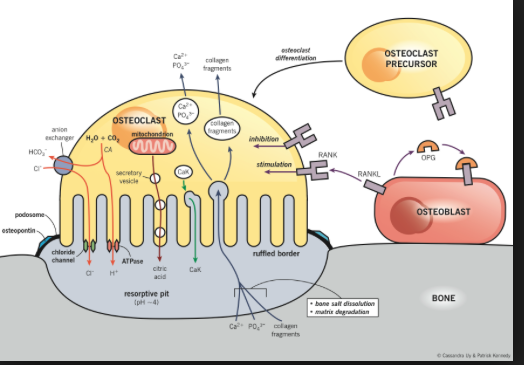 osteoclast
differentiation
OSTEOCLAST
PRECURSOR
Ca²⁺
PO₄³⁻
collagen
fragments
Ca²⁺
PO₄³⁻
OSTEOCLAST
collagen
fragments
anion
exchanger
H₂O + CO₂
CA
mitochondrion
HCO₃⁻
Cl⁻
secretory
vesicle
CaK
inhibition
stimulation
RANK
RANKL
OPG
OSTEOBLAST
podosome
osteopontin
chloride
channel
ATPase
ruffled border
Cl⁻
H⁺
citric
acid
CaK
resorptive pit
(pH ~4)
• bone salt dissolution
• matrix degradation
BONE
Ca²⁺
PO₄³⁻
collagen
fragments
© Cassandra Uy & Patrick Kennedy